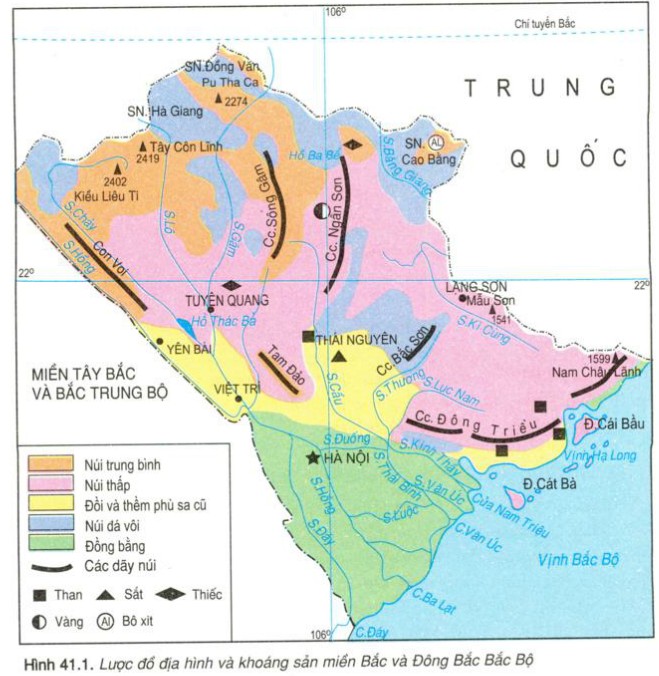 106°
Chí tuyến Bắc
TRUNG
QUỐC
SN.Đồng Văn
Pu Tha Ca
2274
SN.Hà Giang
Tây Côn Lĩnh
2419
2402
Kiều Liêu Ti
Hồ Ba Bể
SN.
Al
Cao Bằng
S.Bằng Giang
S.Chảy
S.Hồng
Con Voi
S.Lô
S.Gâm
Cc.Sông Gâm
Cc. Ngân Sơn
22°
22°
TUYÊN QUANG
Hồ Thác Bà
LẠNG SƠN
Mẫu Sơn
1541
S.Kì Cùng
YÊN BÁI
THÁI NGUYÊN
Cc.Bắc Sơn
1599
Nam Châu Lãnh
MIỀN TÂY BẮC
VÀ BẮC TRUNG BỘ
Tam Đảo
VIỆT TRÌ
S.Cầu
S.Thương
S.Lục Nam
Cc.Đông Triều
Đ.Cái Bầu
Vịnh Hạ Long
S.Đuống
HÀ NỘI
S.Kinh Thầy
S.Thái Bình
S.Văn Úc
Đ.Cát Bà
Cửa Nam Triệu
S.Hồng
S.Đáy
S.Luộc
C.Văn Úc
Vịnh Bắc Bộ
C.Ba Lạt
C.Đáy
106°
Núi trung bình
Núi thấp
Đồi và thềm phù sa cũ
Núi đá vôi
Đồng bằng
Các dãy núi
Than Sắt Thiếc
Vàng Al Bô xit
Hình 41.1. Lược đồ địa hình và khoáng sản miền Bắc và Đông Bắc Bắc Bộ